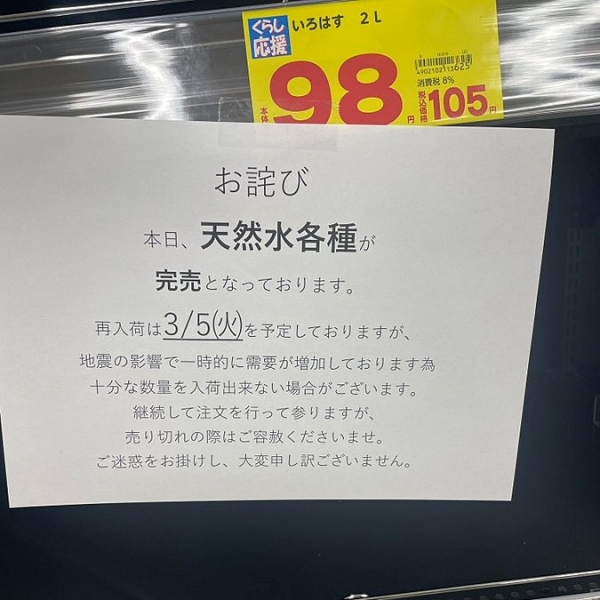 くらし
応援
いろはす 2L
98
円
4902102113625
消費税 8%
税込価格
105
円
お詫び
本日、天然水各種が
完売となっております。
再入荷は3/5(火)を予定しておりますが、
地震の影響で一時的に需要が増加しております為
十分な数量を入荷出来ない場合がございます。
継続して注文を行って参りますが、
売り切れの際はご容赦くださいませ。
ご迷惑をお掛けし、大変申し訳ございません。